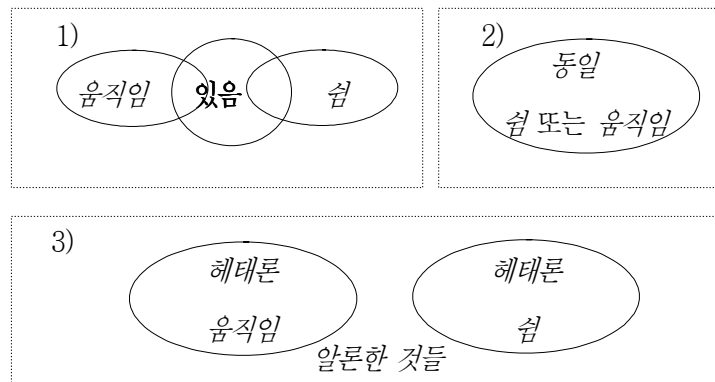 1)
움직임 있음 쉼
2)
동일
쉼 또는 움직임
3)
헤태론 헤태론
움직임 쉼
알론한 것들